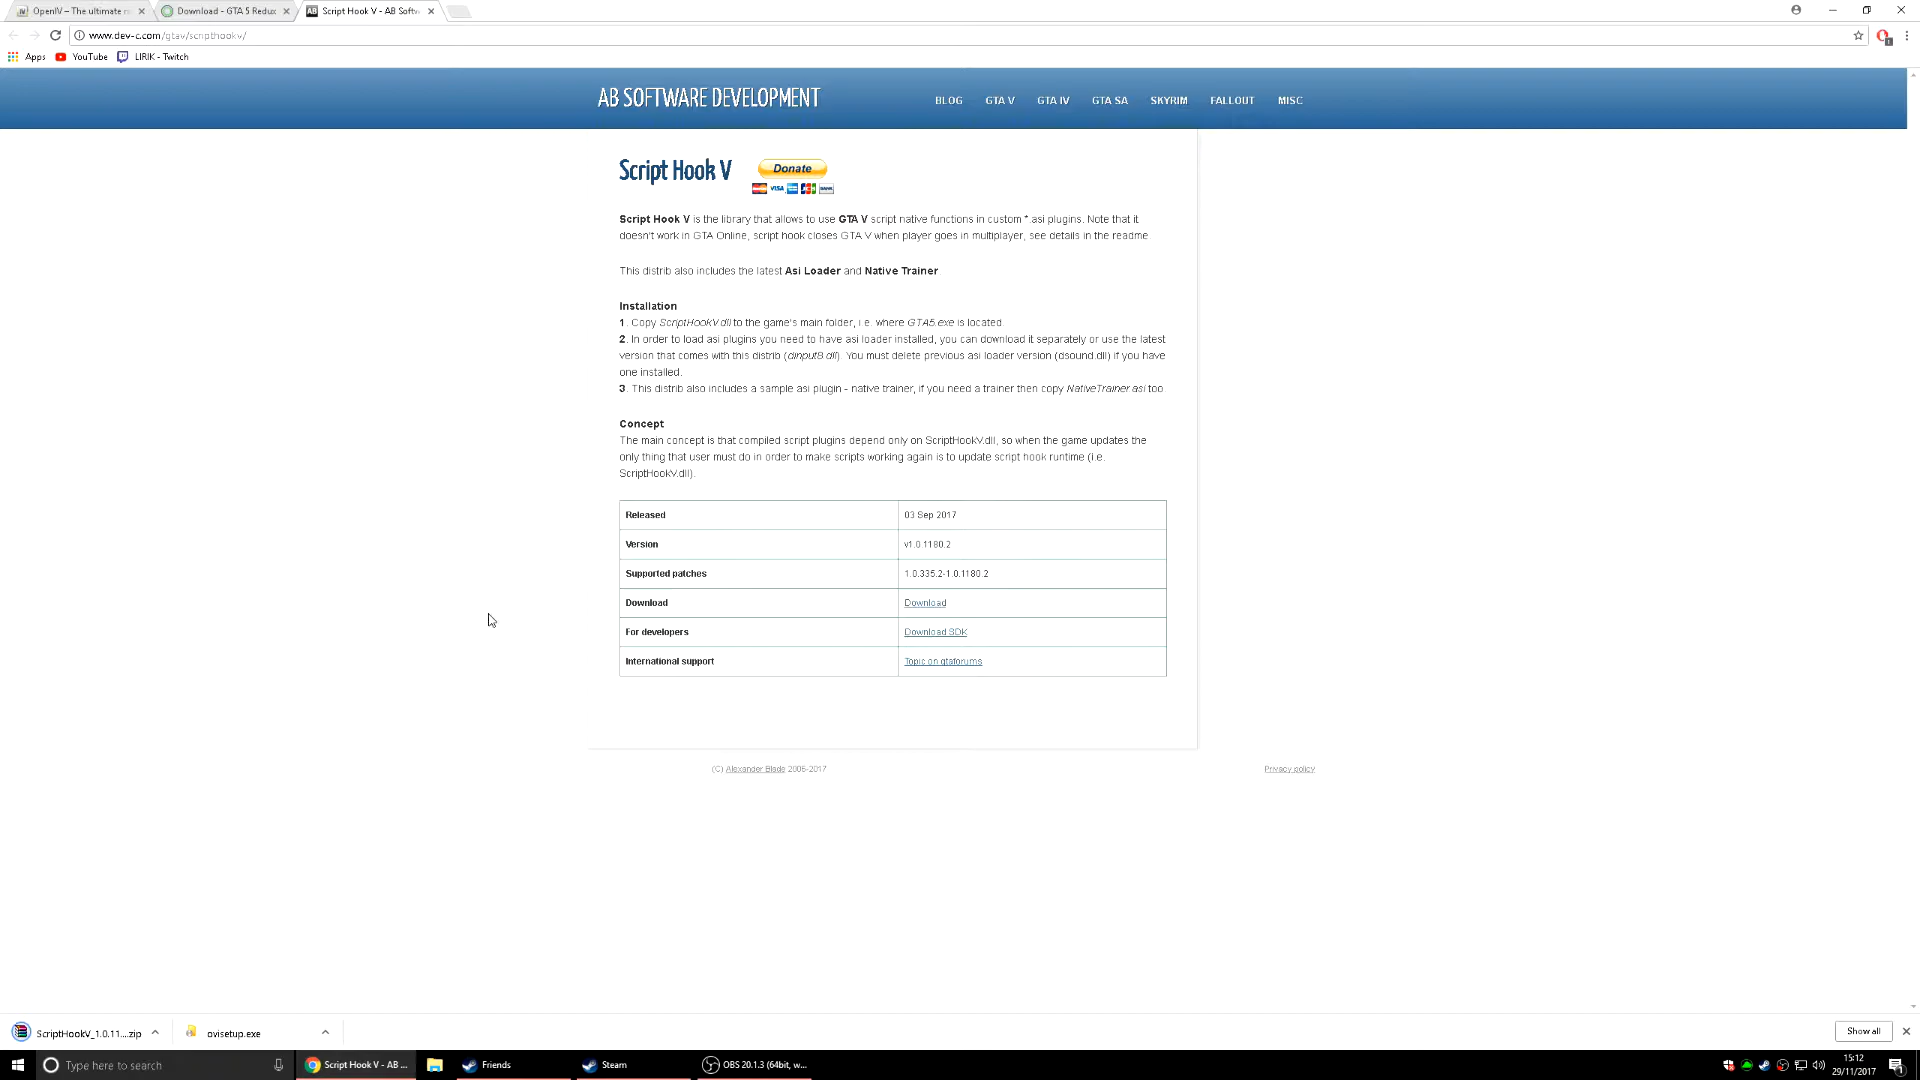 OpenIV – The ultimate
Download - GTA 5 Redux
Script Hook V - AB Softw
www.dev-c.com/gtav/scripthookv/
Apps
YouTube
LIRIK - Twitch
AB SOFTWARE DEVELOPMENT
BLOG
GTA V
GTA IV
GTA SA
SKYRIM
FALLOUT
MISC
Script Hook V
Donate
VISA
Script Hook V is the library that allows to use GTA V script native functions in custom *.asi plugins. Note that it
doesn't work in GTA Online, script hook closes GTA V when player goes in multiplayer, see details in the readme
This distrib also includes the latest Asi Loader and Native Trainer
Installation
1. Copy ScriptHookV.dll to the game's main folder, i.e. where GTA5.exe is located.
2. In order to load asi plugins you need to have asi loader installed, you can download it separately or use the latest
version that comes with this distrib (dinput8.dll). You must delete previous asi loader version (dsound.dll) if you have
one installed.
3. This distrib also includes a sample asi plugin - native trainer, if you need a trainer then copy NativeTrainer.asi too
Concept
The main concept is that compiled script plugins depend only on ScriptHookV.dll, so when the game updates the
only thing that user must do in order to make scripts working again is to update script hook runtime (i.e.
ScriptHookV.dll).
Released 03 Sep 2017
Version v1.0.1180.2
Supported patches 1.0.335.2-1.0.1180.2
Download Download
For developers Download SDK
International support Topic on gtaforums
(C) Alexander Blade 2006-2017
Privacy policy
ScriptHookV_1.0.11....zip
ovisetup.exe
Show all
Type here to search
Script Hook V - AB ...
Friends
Steam
OBS 20.1.3 (64bit, w...
15:12
29/11/2017